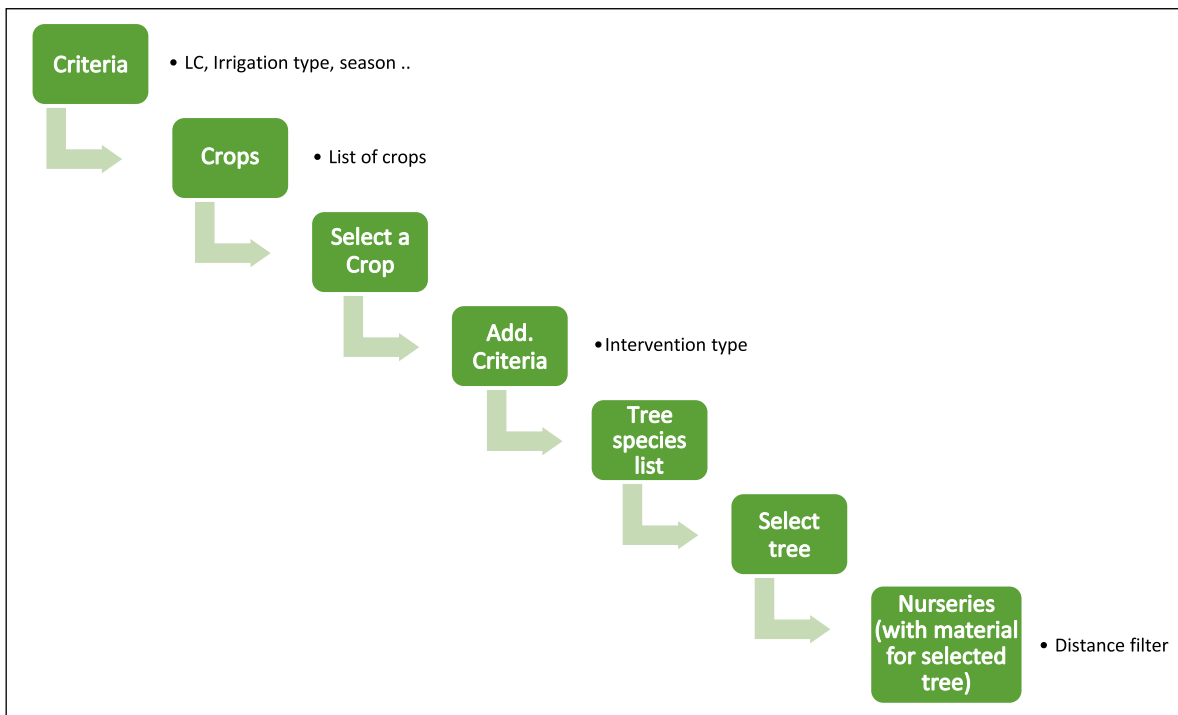 Criteria
• LC, Irrigation type, season ..
Crops
• List of crops
Select a
Crop
Add.
Criteria
•Intervention type
Tree
species
list
Select
tree
Nurseries
(with material
for selected
tree)
• Distance filter